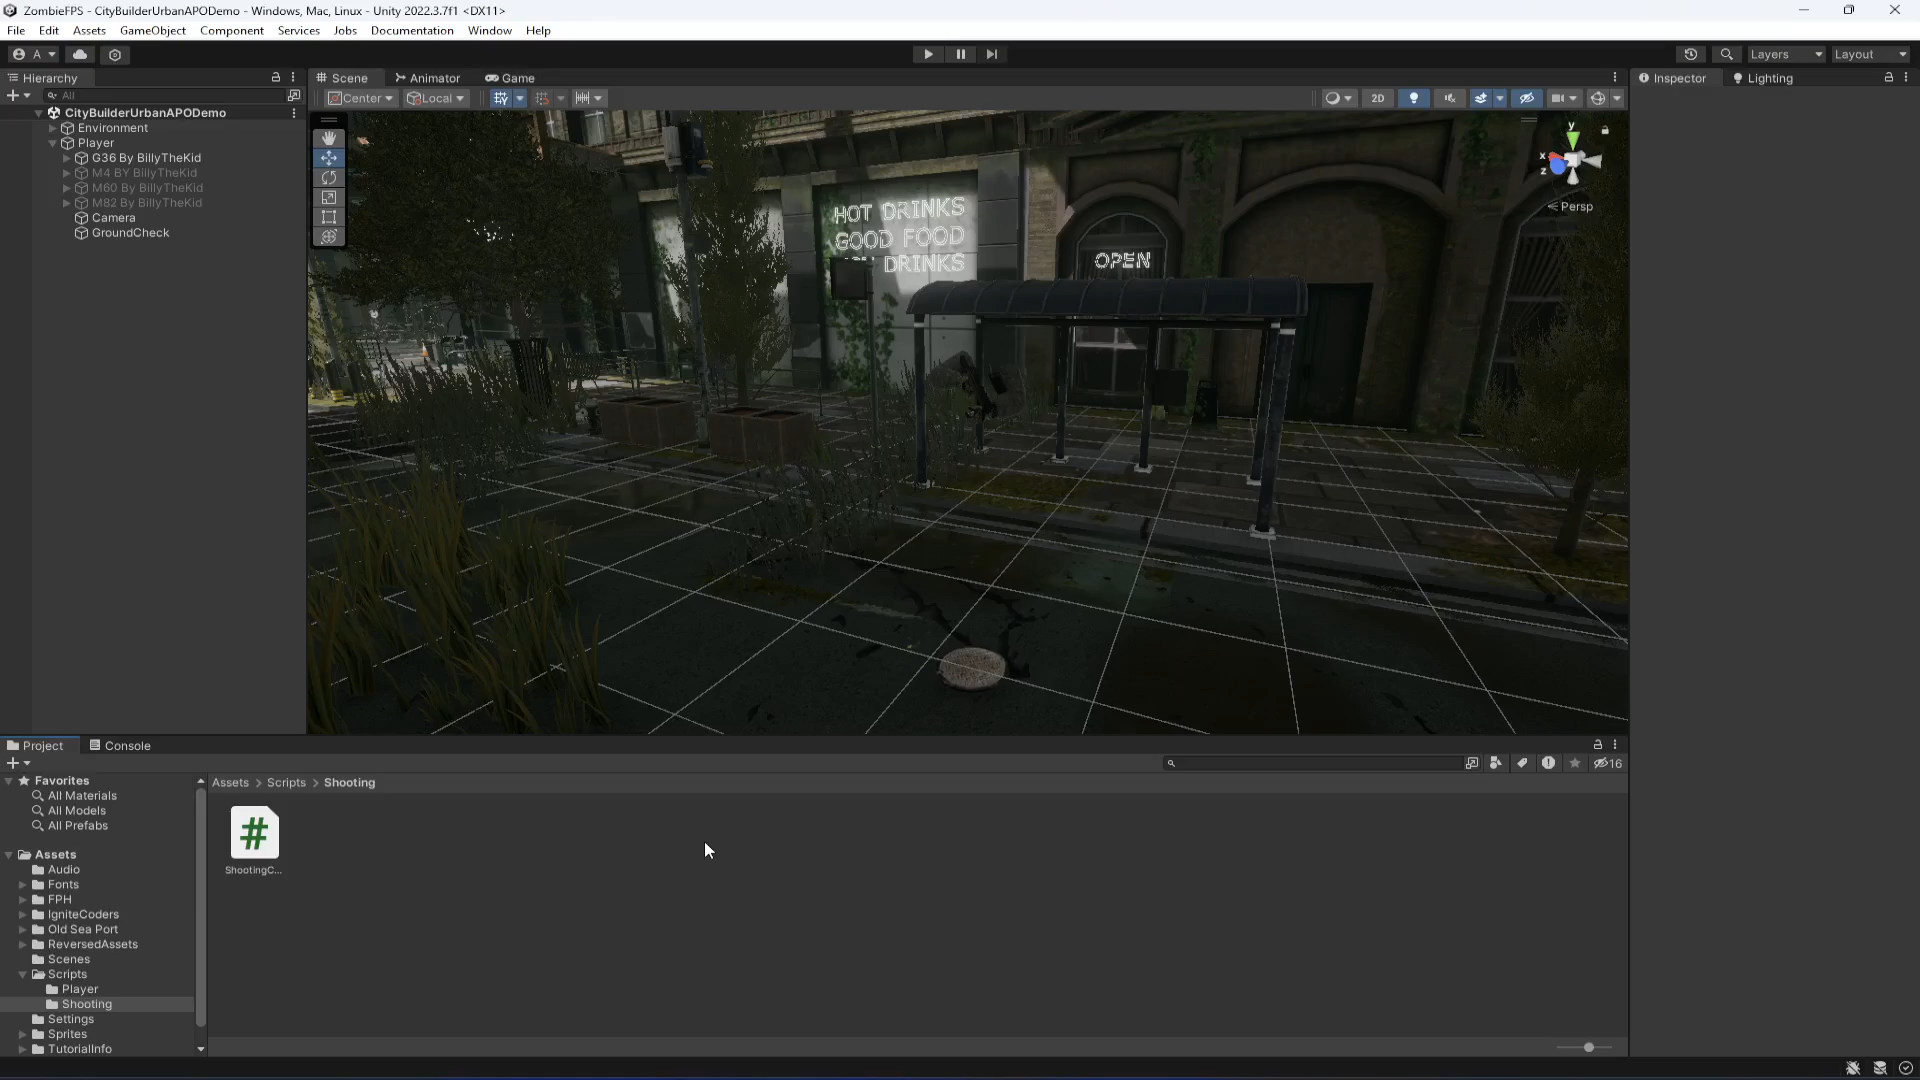 ZombieFPS - CityBuilderUrbanAPODemo - Windows, Mac, Linux - Unity 2022.3.7f1 <DX11>
File Edit Assets GameObject Component Services Jobs Documentation Window Help
A Layers Layout
Hierarchy
All
CityBuilderUrbanAPODemo
Environment
Player
G36 By BillyTheKid
M4 BY BillyTheKid
M60 By BillyTheKid
M82 By BillyTheKid
Camera
GroundCheck
Scene Animator Game
Center Local 2D
HOT DRINKS
GOOD FOOD
DRINKS
OPEN
y
x
z
Persp
Inspector Lighting
Project Console
16
Favorites
All Materials
All Models
All Prefabs
Assets
Audio
Fonts
FPH
IgniteCoders
Old Sea Port
ReversedAssets
Scenes
Scripts
Player
Shooting
Settings
Sprites
TutorialInfo
Assets > Scripts > Shooting
#
ShootingC...